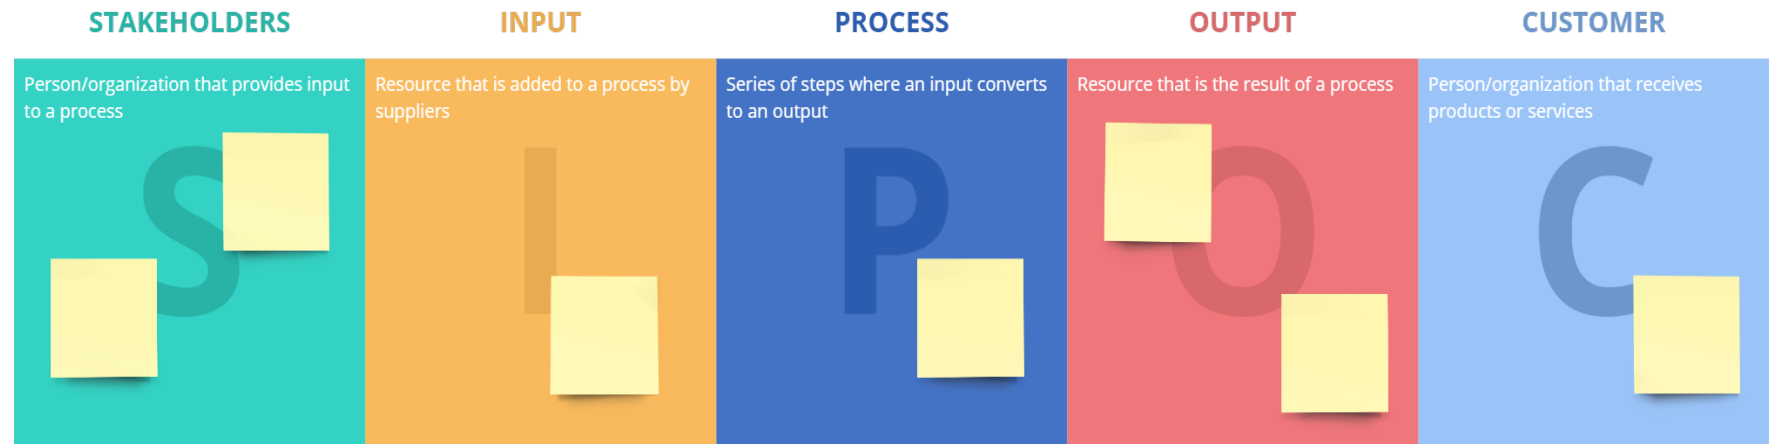 STAKEHOLDERS
INPUT
PROCESS
OUTPUT
CUSTOMER
Person/organization that provides input
to a process
S
Resource that is added to a process by
suppliers
I
Series of steps where an input converts
to an output
P
Resource that is the result of a process
O
Person/organization that receives
products or services
C